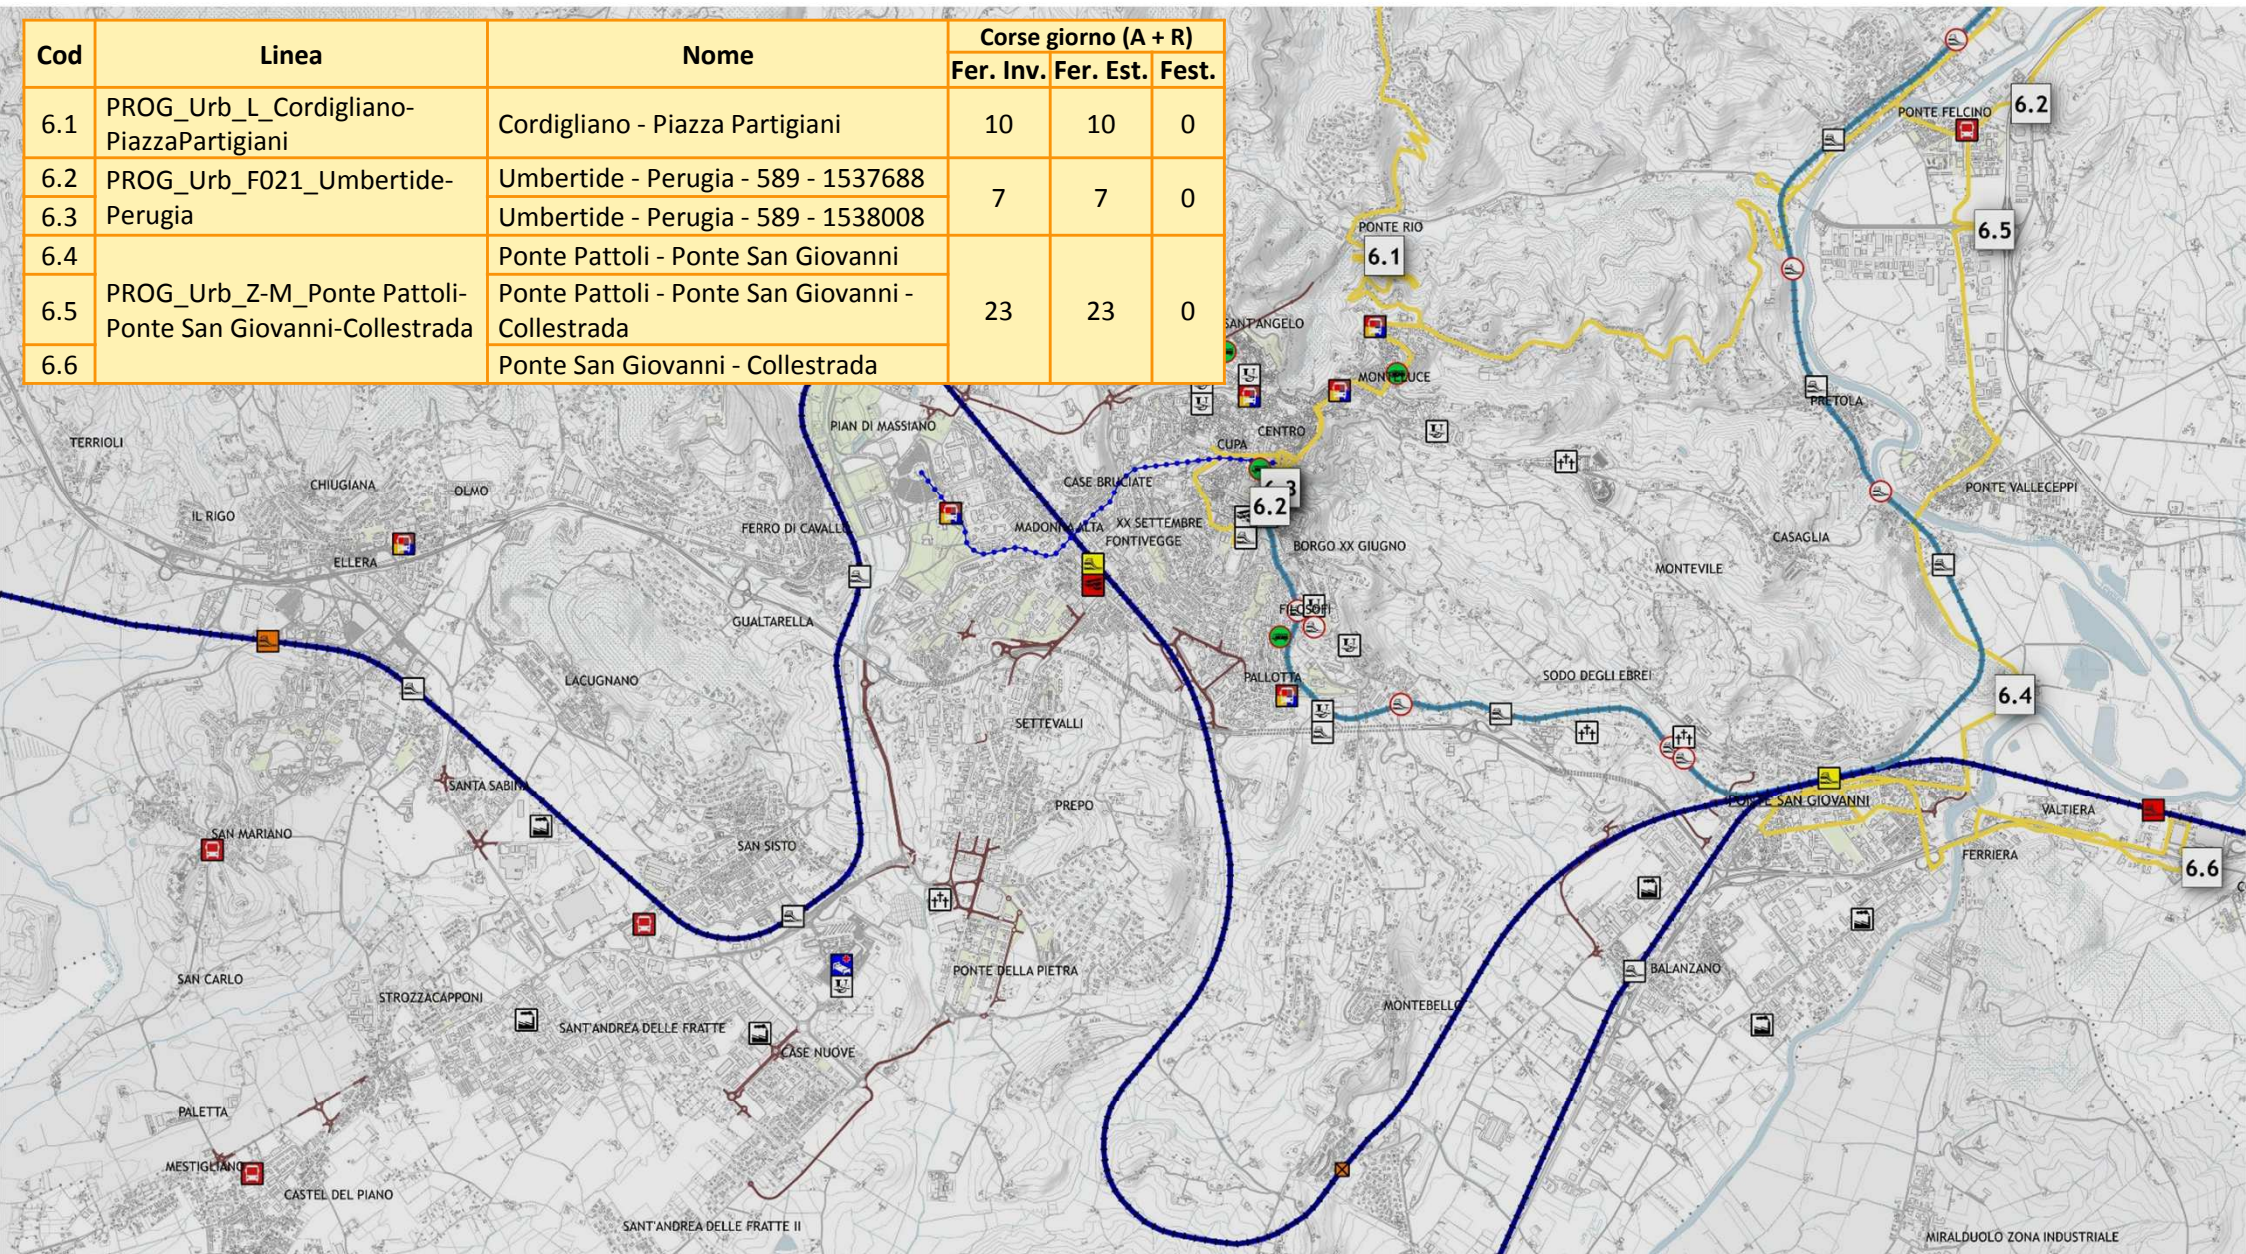 Cod Linea Nome Corse giorno (A + R)
Fer. Inv. Fer. Est. Fest.
6.1 PROG_Urb_L_Cordigliano-
PiazzaPartigiani Cordigliano - Piazza Partigiani 10 10 0
6.2 PROG_Urb_F021_Umbertide-
Perugia Umbertide - Perugia - 589 - 1537688 7 7 0
6.3 Umbertide - Perugia - 589 - 1538008
6.4 Ponte Pattoli - Ponte San Giovanni
6.5 PROG_Urb_Z-M_Ponte Pattoli-
Ponte San Giovanni-Collestrada Ponte Pattoli - Ponte San Giovanni -
Collestrada 23 23 0
6.6 Ponte San Giovanni - Collestrada
6.2
PONTE FELCINO
PONTE RIO
6.5
6.1
SANT'ANGELO
MONTELUCE
PRETOLA
PIAN DI MASSIANO
CENTRO
TERRIOLI
CUPA
CHIUGIANA
OLMO
CASE BRUCIATE
6.3
PONTE VALLECEPPI
6.2
IL RIGO
FERRO DI CAVALLO
MADONNA ALTA
XX SETTEMBRE
FONTIVEGGE
BORGO XX GIUGNO
CASAGLIA
ELLERA
MONTEVILE
FILOSOFI
GUALTARELLA
LACUGNANO
PALLOTTA
SODO DEGLI EBREI
6.4
SETTEVALLI
SANTA SABINA
PREPO
PONTE SAN GIOVANNI
VALTIERA
SAN MARIANO
SAN SISTO
FERRIERA
6.6
SAN CARLO
PONTE DELLA PIETRA
BALANZANO
STROZZACAPPONI
MONTEBELLO
SANT'ANDREA DELLE FRATTE
CASE NUOVE
PALETTA
MESTIGLIANO
CASTEL DEL PIANO
SANT'ANDREA DELLE FRATTE II
MIRALDUOLO ZONA INDUSTRIALE